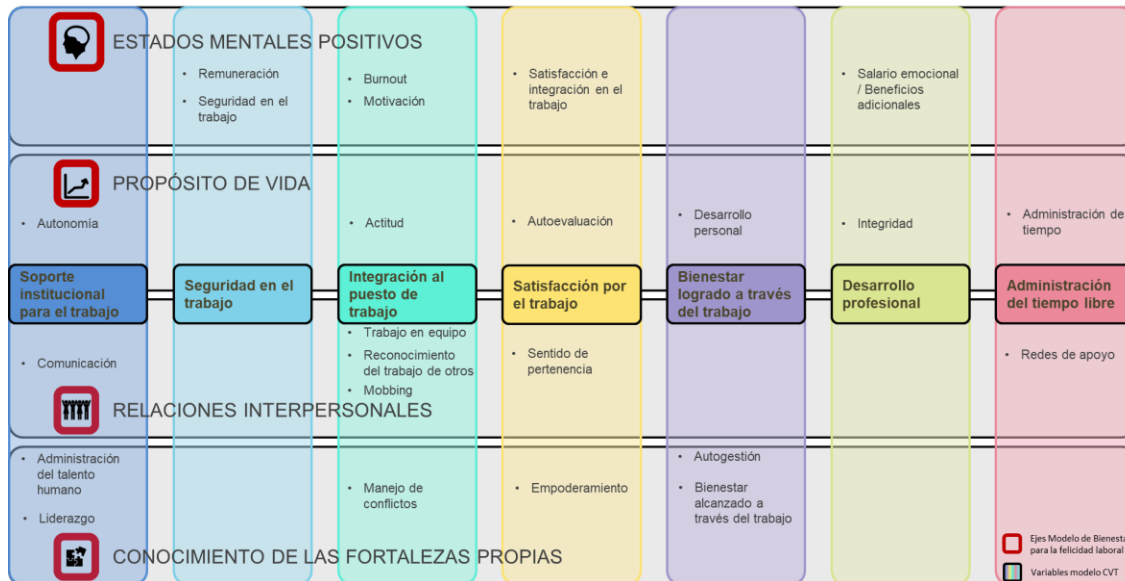 ESTADOS MENTALES POSITIVOS
• Remuneración
• Seguridad en el
trabajo
• Burnout
• Motivación
• Satisfacción e
integración en el
trabajo
• Salario emocional
/ Beneficios
adicionales
PROPÓSITO DE VIDA
• Autonomía
• Actitud
• Autoevaluación
• Desarrollo
personal
• Integridad
• Administración de
tiempo
Soporte
institucional
para el trabajo
Seguridad en el
trabajo
Integración al
puesto de
trabajo
Satisfacción por
el trabajo
Bienestar
logrado a través
del trabajo
Desarrollo
profesional
Administración
del tiempo libre
• Comunicación
• Trabajo en equipo
• Reconocimiento
del trabajo de otros
• Mobbing
• Sentido de
pertenencia
• Redes de apoyo
RELACIONES INTERPERSONALES
• Administración
del talento
humano
• Liderazgo
• Manejo de
conflictos
• Empoderamiento
• Autogestión
• Bienestar
alcanzado a
través del trabajo
CONOCIMIENTO DE LAS FORTALEZAS PROPIAS
Ejes Modelo de Bienesta
para la felicidad laboral
Variables modelo CVT